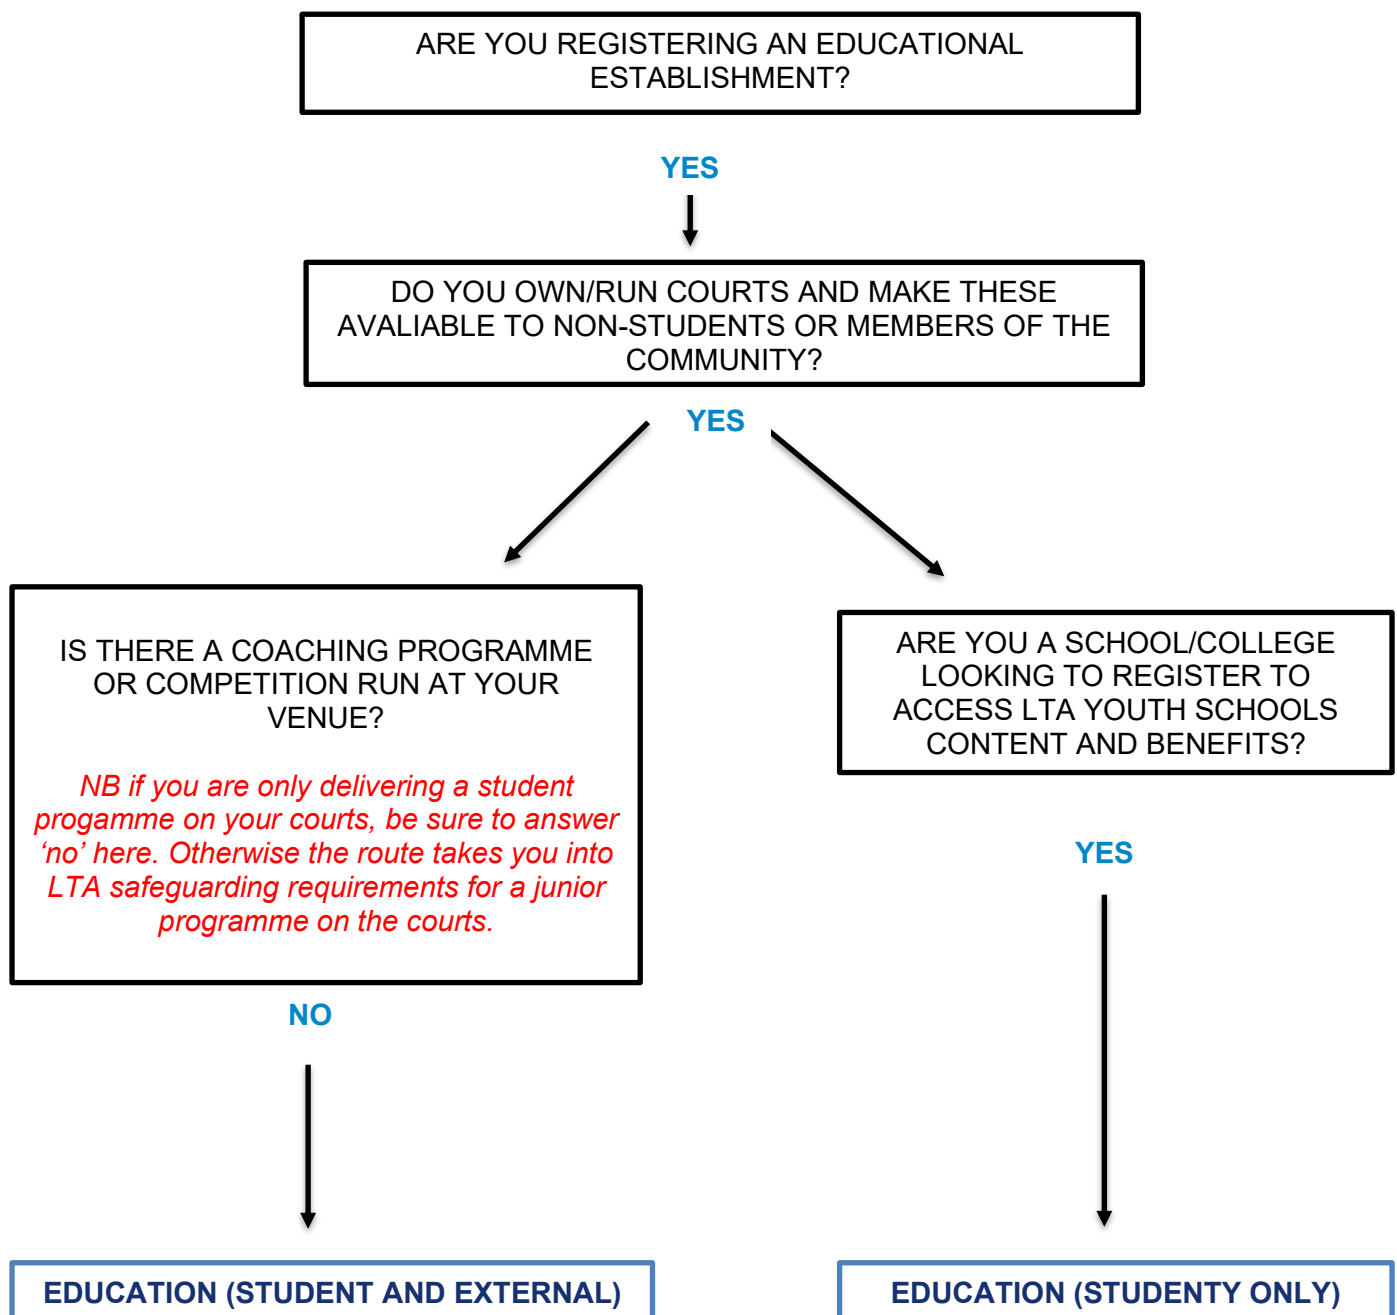 ARE YOU REGISTERING AN EDUCATIONAL
ESTABLISHMENT?
YES
DO YOU OWN/RUN COURTS AND MAKE THESE
AVALIABLE TO NON-STUDENTS OR MEMBERS OF THE
COMMUNITY?
YES
IS THERE A COACHING PROGRAMME
OR COMPETITION RUN AT YOUR
VENUE?
NB if you are only delivering a student
progamme on your courts, be sure to answer
‘no’ here. Otherwise the route takes you into
LTA safeguarding requirements for a junior
programme on the courts.
NO
ARE YOU A SCHOOL/COLLEGE
LOOKING TO REGISTER TO
ACCESS LTA YOUTH SCHOOLS
CONTENT AND BENEFITS?
YES
EDUCATION (STUDENT AND EXTERNAL)
EDUCATION (STUDENTY ONLY)